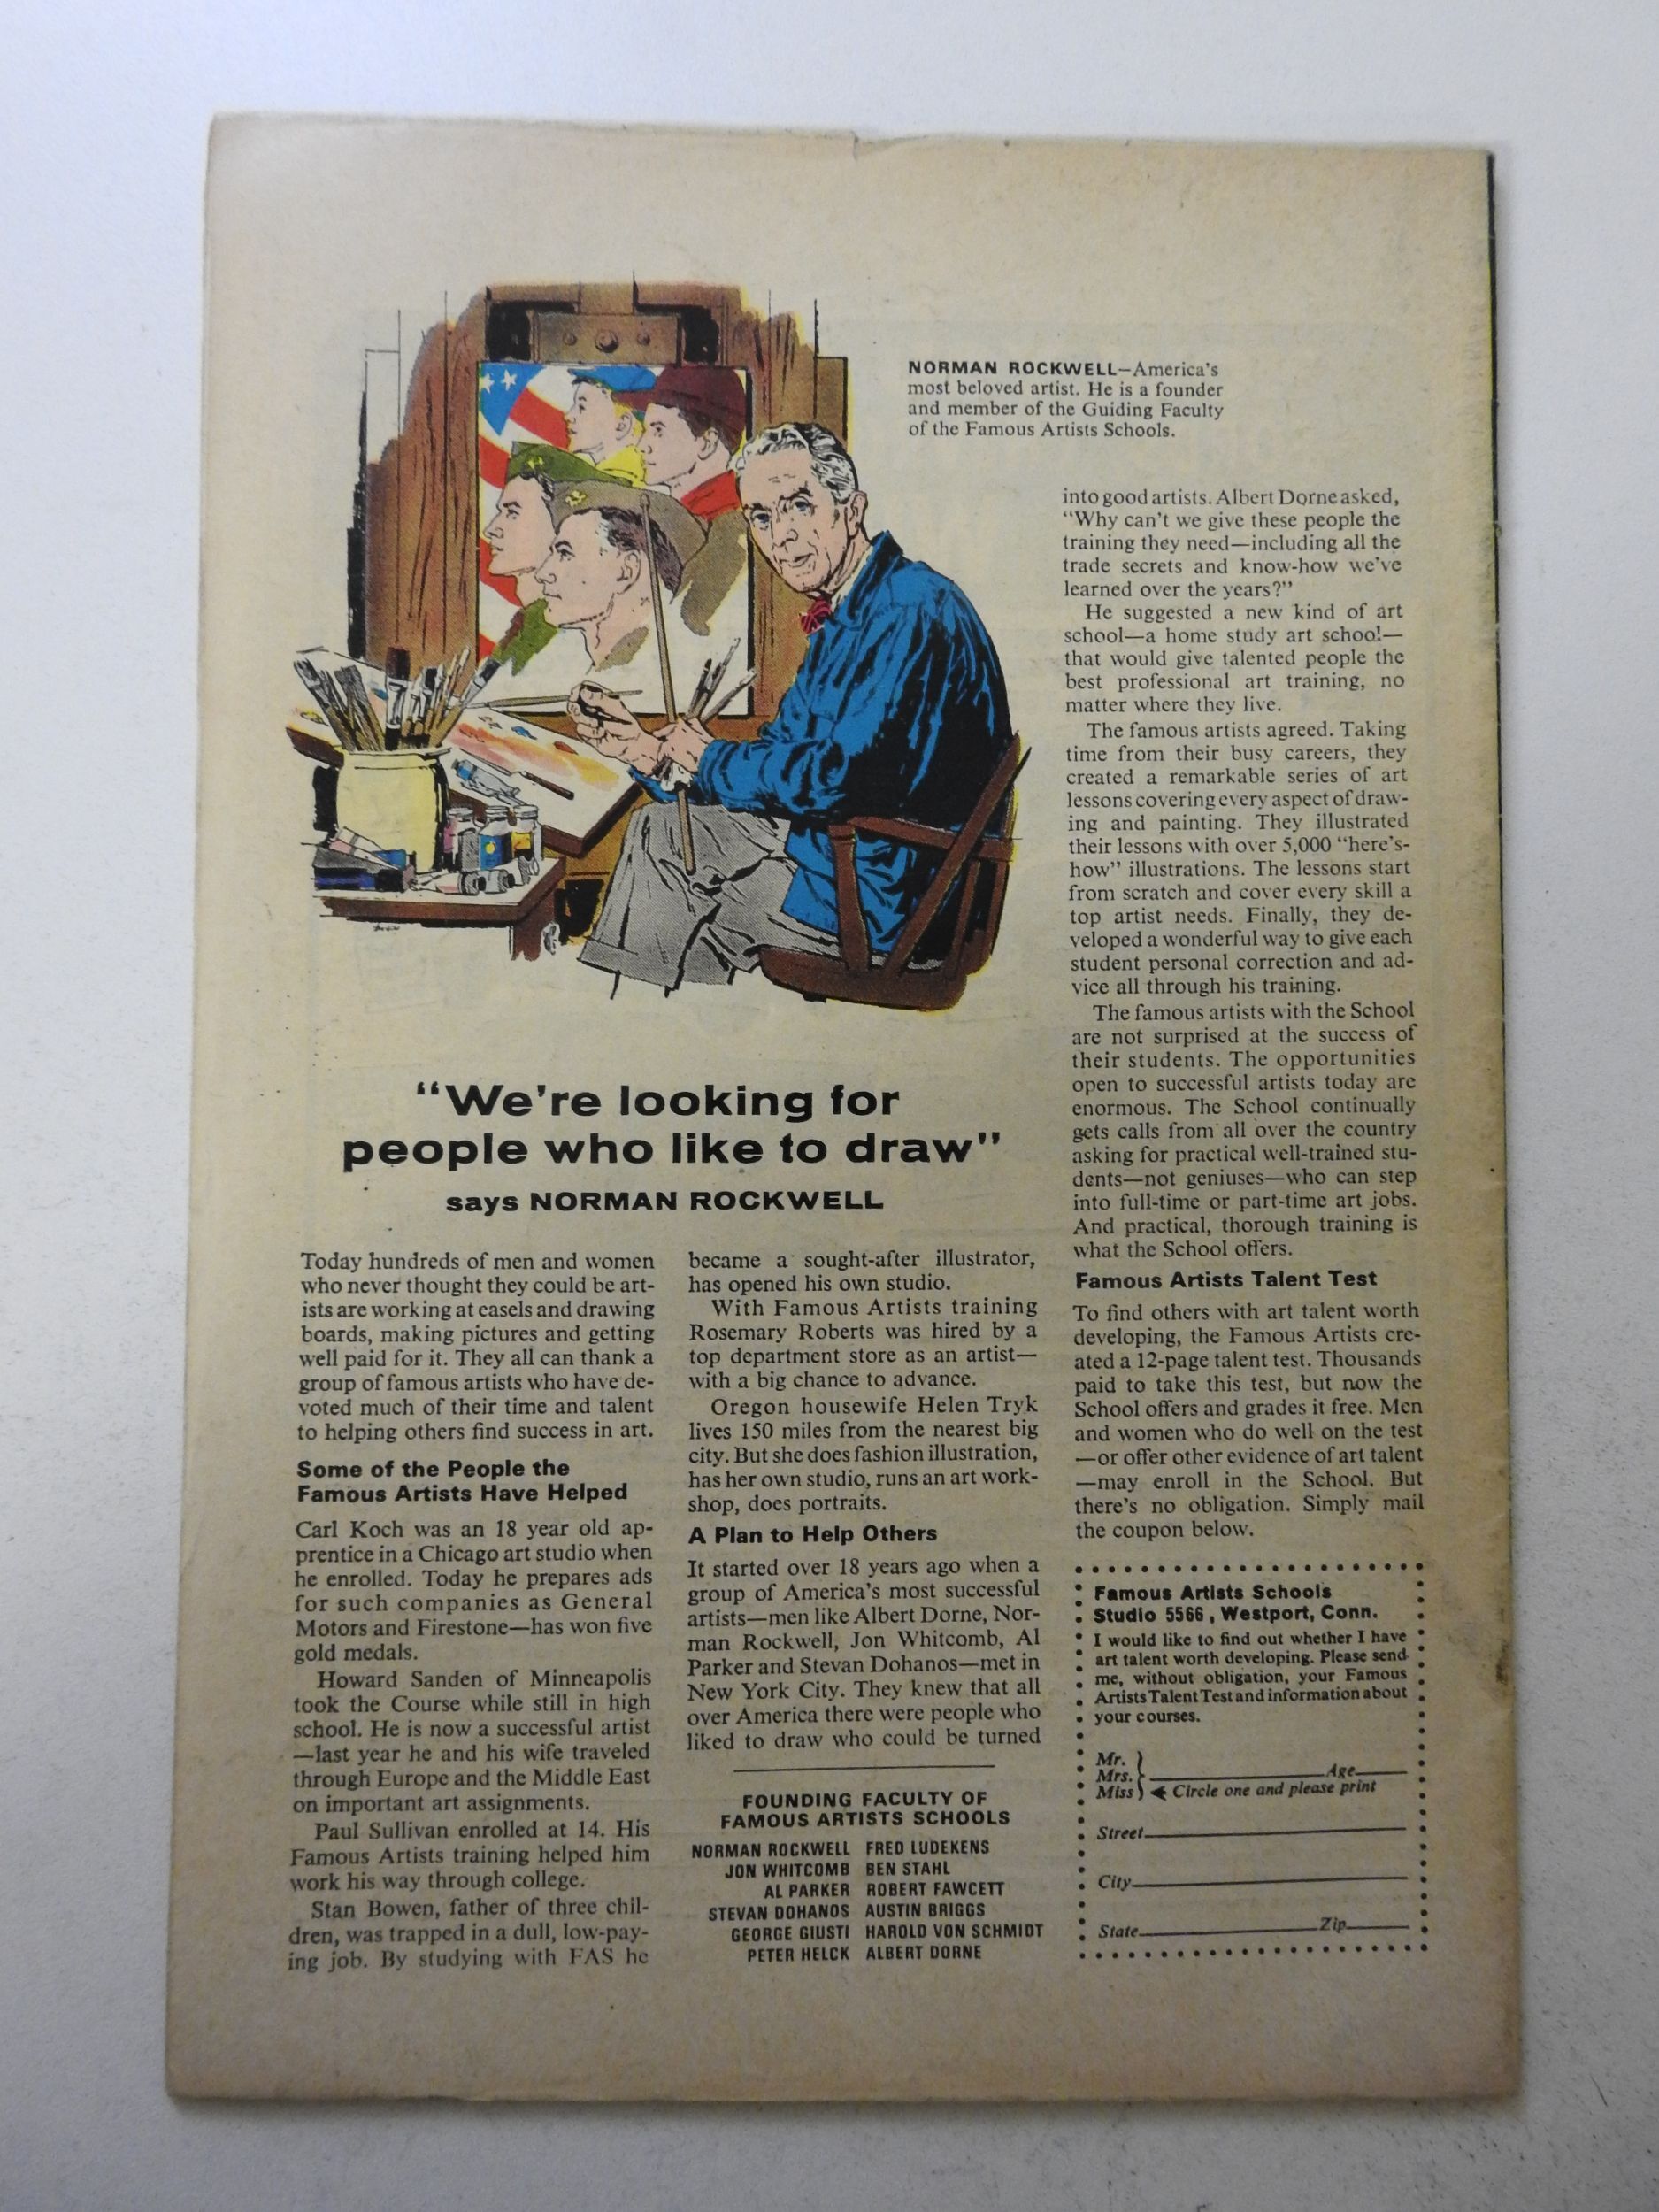 NORMAN ROCKWELL—America's
most beloved artist. He is a founder
and member of the Guiding Faculty
of the Famous Artists Schools.
"We're looking for
people who like to draw"
says NORMAN ROCKWELL
Today hundreds of men and women
who never thought they could be art-
ists are working at easels and drawing
boards, making pictures and getting
well paid for it. They all can thank a
group of famous artists who have de-
voted much of their time and talent
to helping others find success in art.
Some of the People the
Famous Artists Have Helped
Carl Koch was an 18 year old ap-
prentice in a Chicago art studio when
he enrolled. Today he prepares ads
for such companies as General
Motors and Firestone—has won five
gold medals.
Howard Sanden of Minneapolis
took the Course while still in high
school. He is now a successful artist
—last year he and his wife traveled
through Europe and the Middle East
on important art assignments.
Paul Sullivan enrolled at 14. His
Famous Artists training helped him
work his way through college.
Stan Bowen, father of three chil-
dren, was trapped in a dull, low-pay-
ing job. By studying with FAS he
became a sought-after illustrator,
has opened his own studio.
With Famous Artists training
Rosemary Roberts was hired by a
top department store as an artist—
with a big chance to advance.
Oregon housewife Helen Tryk
lives 150 miles from the nearest big
city. But she does fashion illustration,
has her own studio, runs an art work-
shop, does portraits.
A Plan to Help Others
It started over 18 years ago when a
group of America's most successful
artists—men like Albert Dorne, Nor-
man Rockwell, Jon Whitcomb, Al
Parker and Stevan Dohanos—met in
New York City. They knew that all
over America there were people who
liked to draw who could be turned
FOUNDING FACULTY OF
FAMOUS ARTISTS SCHOOLS
NORMAN ROCKWELL FRED LUDEKENS
JON WHITCOMB BEN STAHL
AL PARKER ROBERT FAWCETT
STEVAN DOHANOS AUSTIN BRIGGS
GEORGE GIUSTI HAROLD VON SCHMIDT
PETER HELCK ALBERT DORNE
into good artists. Albert Dorne asked,
"Why can't we give these people the
training they need—including all the
trade secrets and know-how we've
learned over the years?"
He suggested a new kind of art
school—a home study art school—
that would give talented people the
best professional art training, no
matter where they live.
The famous artists agreed. Taking
time from their busy careers, they
created a remarkable series of art
lessons covering every aspect of draw-
ing and painting. They illustrated
their lessons with over 5,000 "here's-
how" illustrations. The lessons start
from scratch and cover every skill a
top artist needs. Finally, they de-
veloped a wonderful way to give each
student personal correction and ad-
vice all through his training.
The famous artists with the School
are not surprised at the success of
their students. The opportunities
open to successful artists today are
enormous. The School continually
gets calls from all over the country
asking for practical well-trained stu-
dents—not geniuses—who can step
into full-time or part-time art jobs.
And practical, thorough training is
what the School offers.
Famous Artists Talent Test
To find others with art talent worth
developing, the Famous Artists cre-
ated a 12-page talent test. Thousands
paid to take this test, but now the
School offers and grades it free. Men
and women who do well on the test
—or offer other evidence of art talent
—may enroll in the School. But
there's no obligation. Simply mail
the coupon below.
Famous Artists Schools
Studio 5566, Westport, Conn.
I would like to find out whether I have
art talent worth developing. Please send
me, without obligation, your Famous
Artists Talent Test and information about
your courses.
Mr.
Mrs. Age
Miss Circle one and please print
Street
City
State Zip